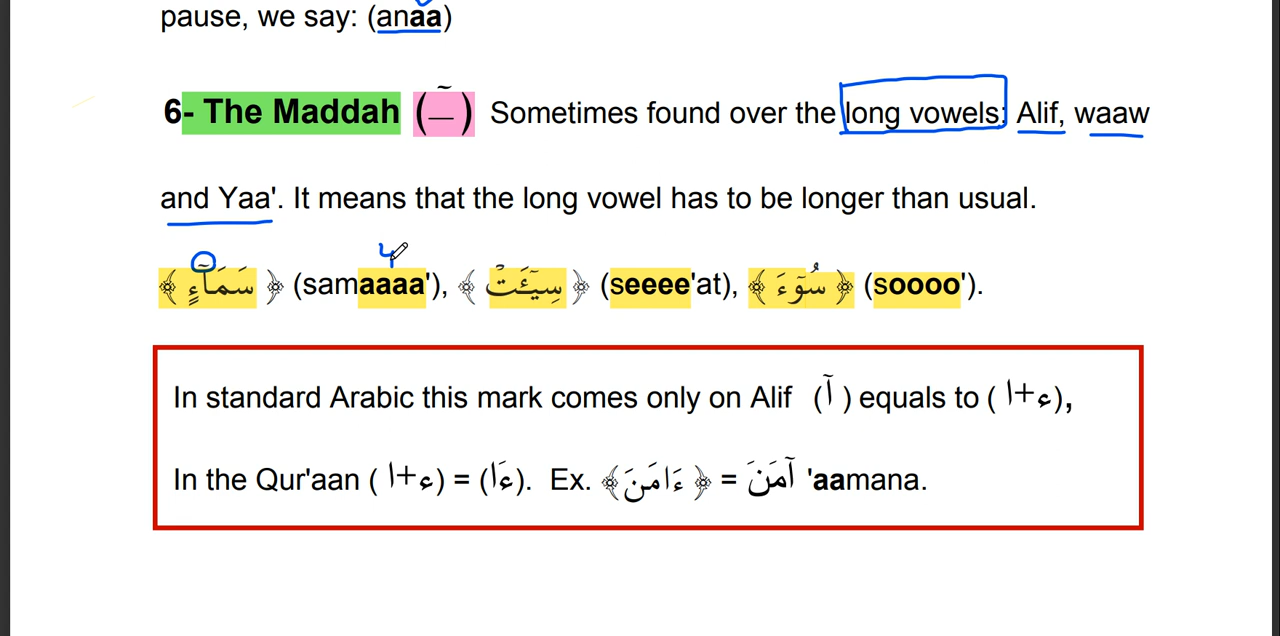 pause, we say: (anaa)
6- The Maddah (—ٓ) Sometimes found over the long vowels: Alif, waaw
and Yaa'. It means that the long vowel has to be longer than usual.
4
﴿سَمَآءٍ﴾ (samaaaa'), ﴿سِيٓـَٔتْ﴾ (seeee'at), ﴿سُوٓءَ﴾ (soooo').
In standard Arabic this mark comes only on Alif (آ) equals to (ء+ا),
In the Qur'aan (ء+ا) = (ءَا). Ex. ﴿ءَامَنَ﴾ = آمَنَ 'aamana.